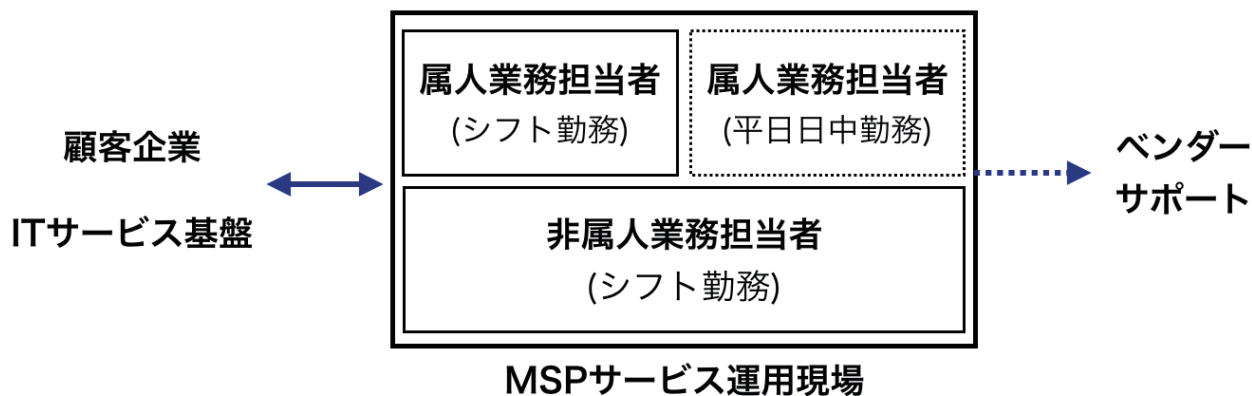 顧客企業
ITサービス基盤
属人業務担当者
(シフト勤務)
属人業務担当者
(平日日中勤務)
非属人業務担当者
(シフト勤務)
MSPサービス運用現場
ベンダー
サポート